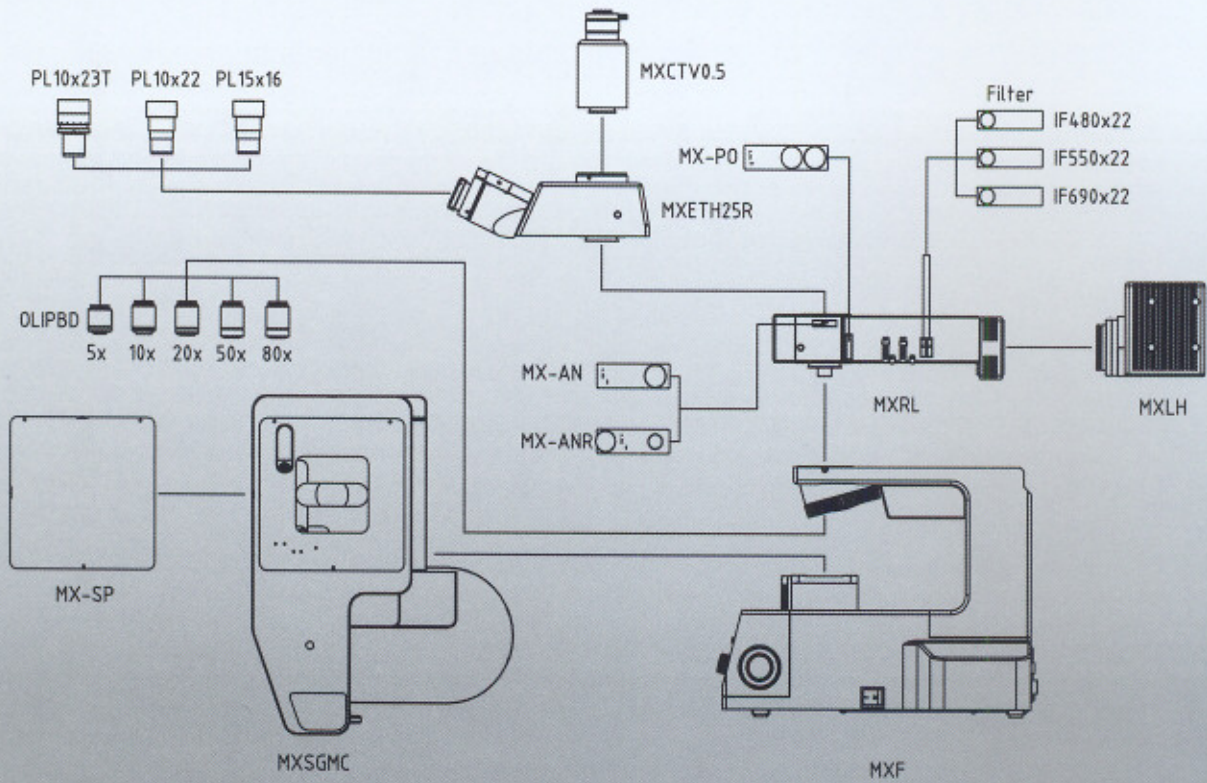 MXCTV0.5
PL10x23T PL10x22 PL15x16
Filter
IF480x22
MX-PO
IF550x22
IF690x22
MXETH25R
OLIPBD
5x 10x 20x 50x 80x
MX-AN
MX-ANR
MXRL
MXLH
MX-SP
MXSGMC
MXF